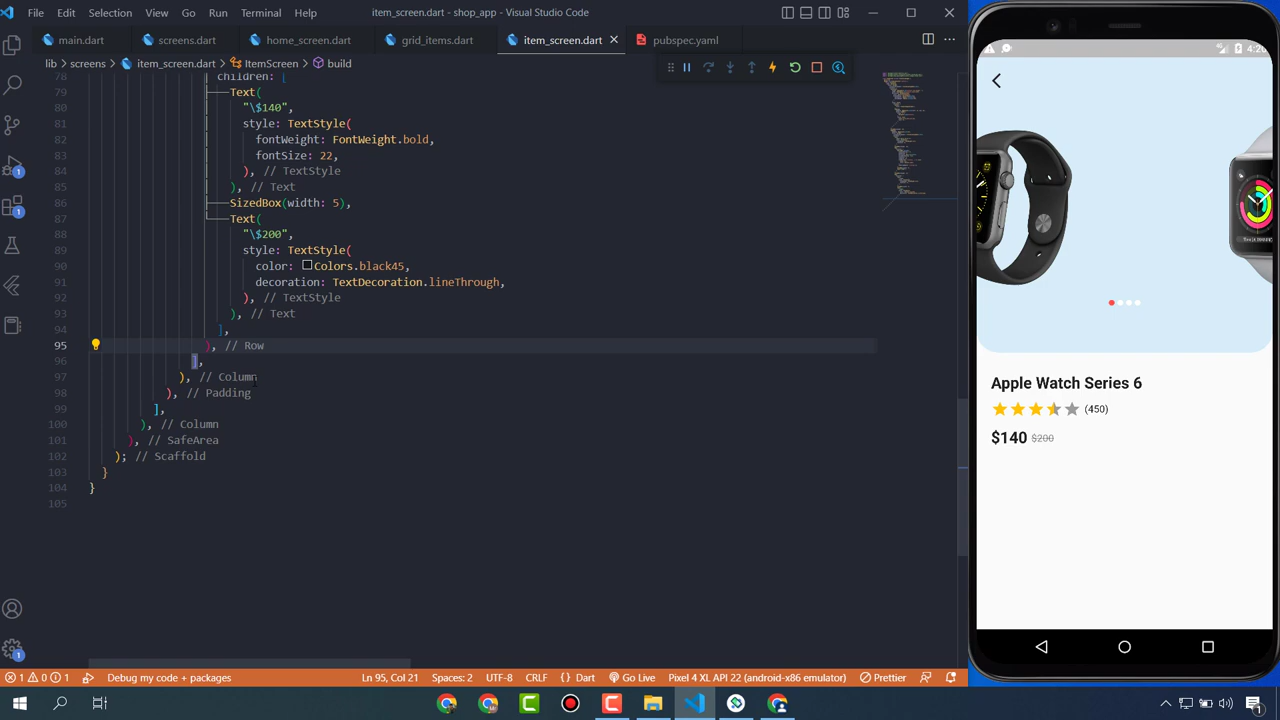 File Edit Selection View Go Run Terminal Help item_screen.dart - shop_app - Visual Studio Code
main.dart screens.dart home_screen.dart grid_items.dart item_screen.dart pubspec.yaml
lib > screens > item_screen.dart > ItemScreen > build
78 children: [
79 Text(
80 "\$140",
81 style: TextStyle(
82 fontWeight: FontWeight.bold,
83 fontSize: 22,
84 ), // TextStyle
85 ), // Text
86 SizedBox(width: 5),
87 Text(
88 "\$200",
89 style: TextStyle(
90 color: Colors.black45,
91 decoration: TextDecoration.lineThrough,
92 ), // TextStyle
93 ), // Text
94 ],
95 ), // Row
96 ],
97 ), // Column
98 ), // Padding
99 ],
100 ), // Column
101 ), // SafeArea
102 ); // Scaffold
103 }
104 }
105
1
1
1 0 1 Debug my code + packages Ln 95, Col 21 Spaces: 2 UTF-8 CRLF {} Dart Go Live Pixel 4 XL API 22 (android-x86 emulator) Prettier
Apple Watch Series 6
(450)
$140 $200
1